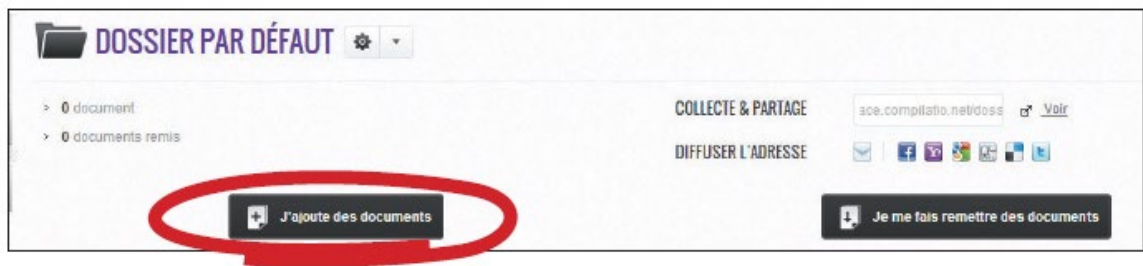 DOSSIER PAR DÉFAUT
> 0 document
> 0 documents remis
COLLECTE & PARTAGE
ace.compilatio.net/doss
Voir
DIFFUSER L'ADRESSE
J'ajoute des documents
Je me fais remettre des documents